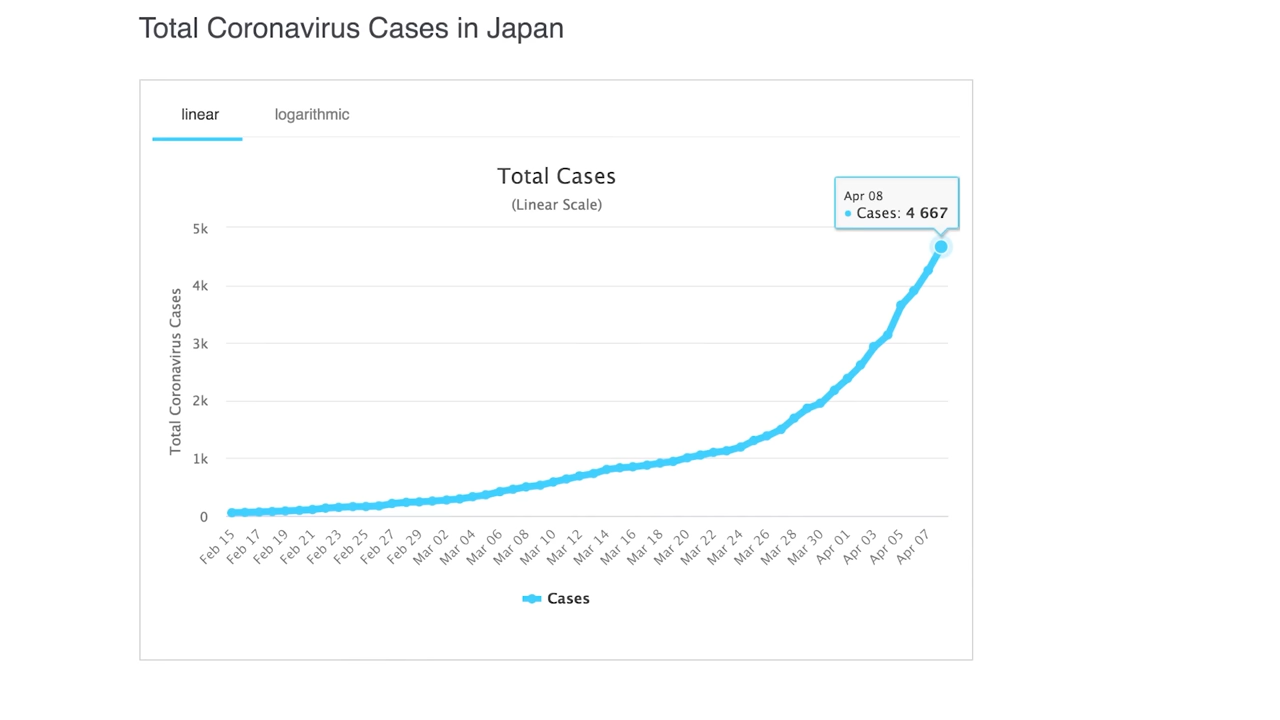 Total Coronavirus Cases in Japan
linear logarithmic
Total Cases
(Linear Scale)
Apr 08
Cases: 4 667
Total Coronavirus Cases
5k
4k
3k
2k
1k
0
Feb 15 Feb 17 Feb 19 Feb 21 Feb 23 Feb 25 Feb 27 Feb 29 Mar 02 Mar 04 Mar 06 Mar 08 Mar 10 Mar 12 Mar 14 Mar 16 Mar 18 Mar 20 Mar 22 Mar 24 Mar 26 Mar 28 Mar 30 Apr 01 Apr 03 Apr 05 Apr 07
Cases